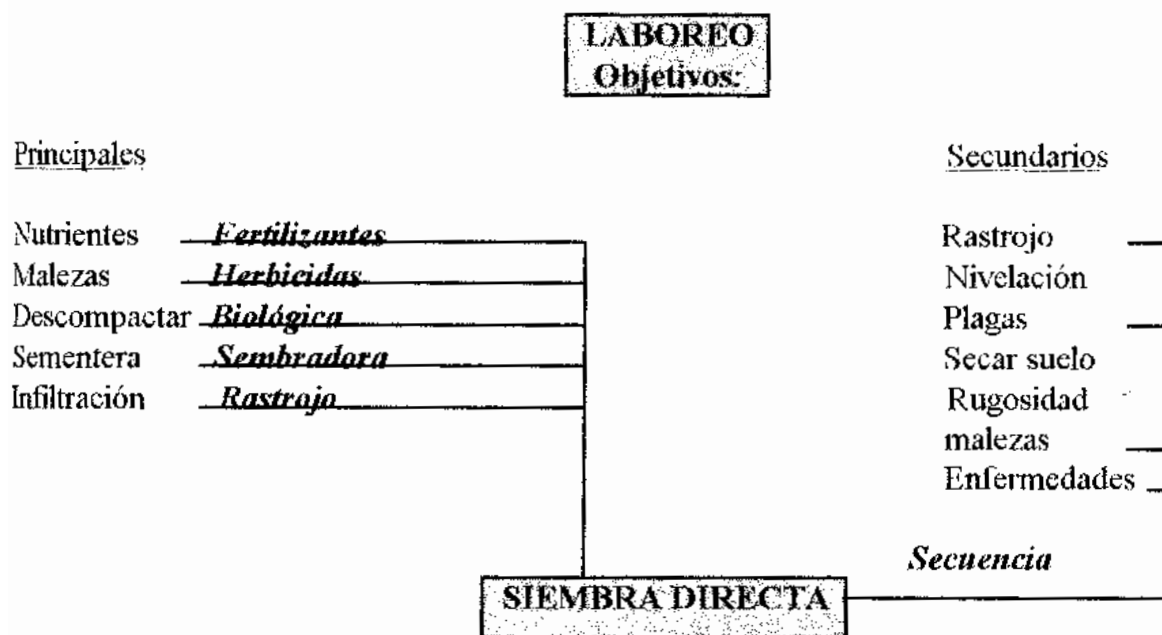 LABOREO
Objetivos:
Principales
Nutrientes Fertilizantes
Malezas Herbicidas
Descompactar Biológica
Sementera Sembradora
Infiltración Rastrojo
Secundarios
Rastrojo
Nivelación
Plagas
Secar suelo
Rugosidad
malezas
Enfermedades
Secuencia
SIEMBRA DIRECTA